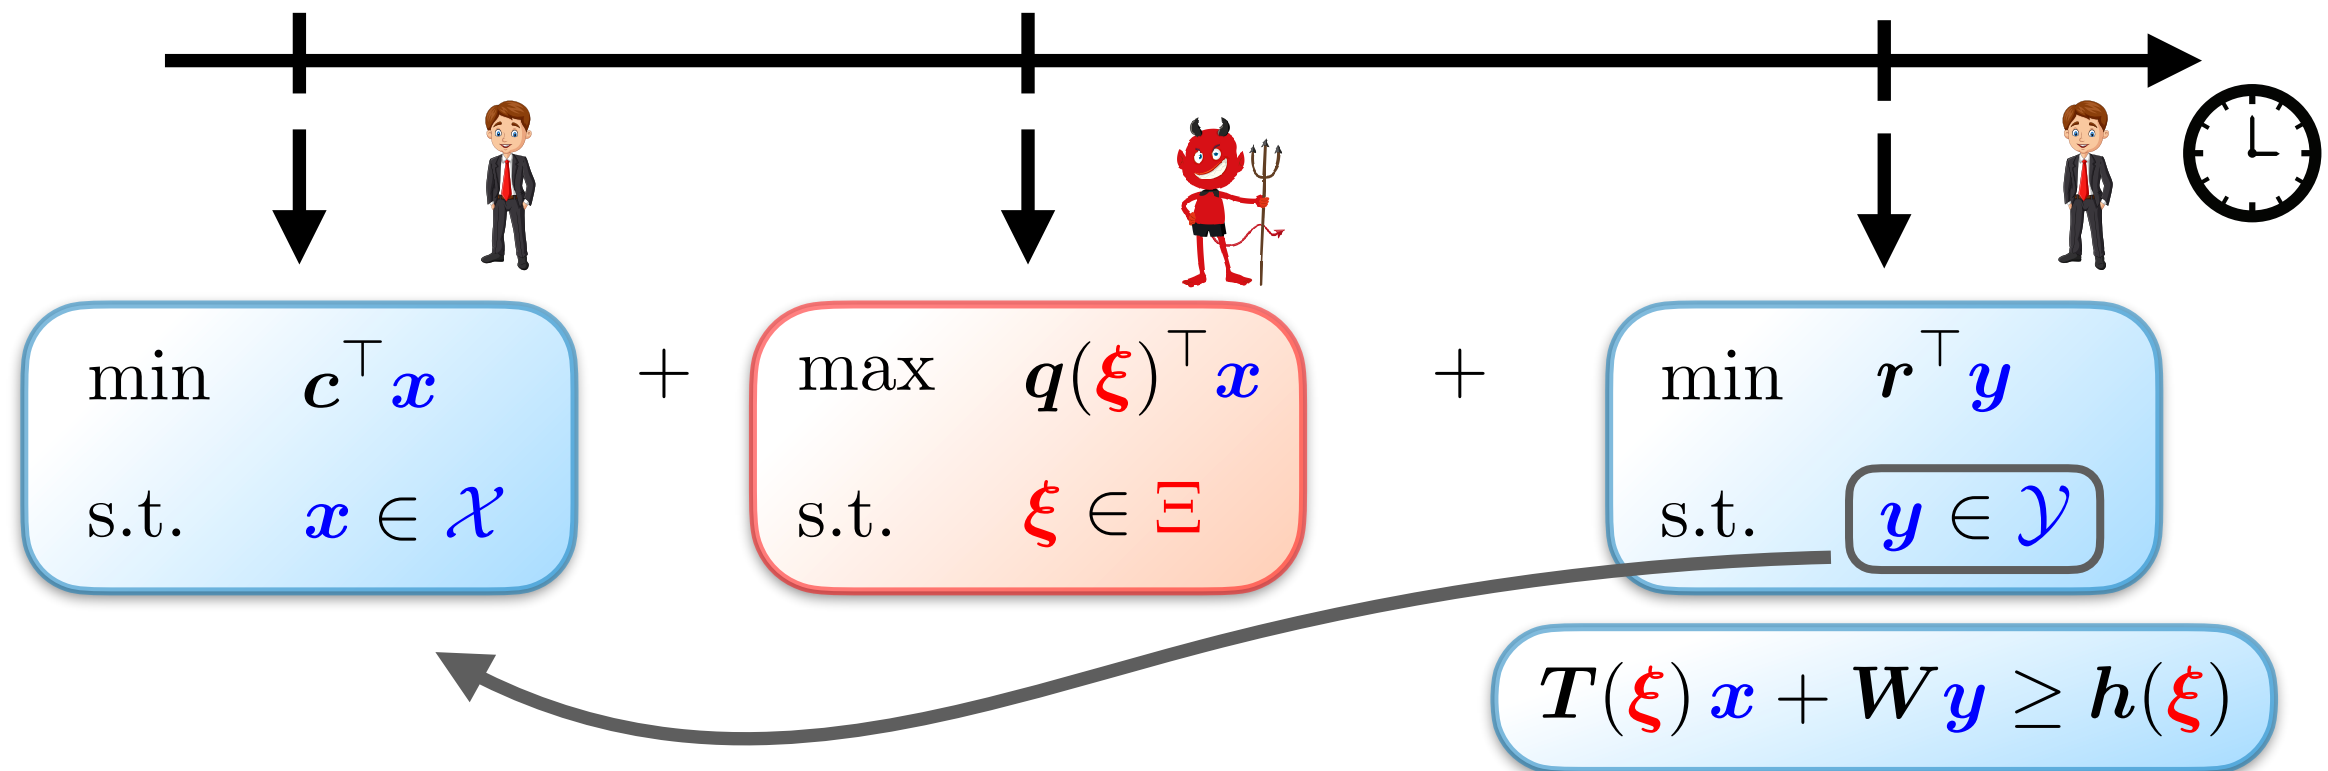 min c^⊤ x + max q(ξ)^⊤ x + min r^⊤ y
s.t. x ∈ 𝒳 s.t. ξ ∈ Ξ s.t. y ∈ 𝒴
T(ξ) x + W y ≥ h(ξ)